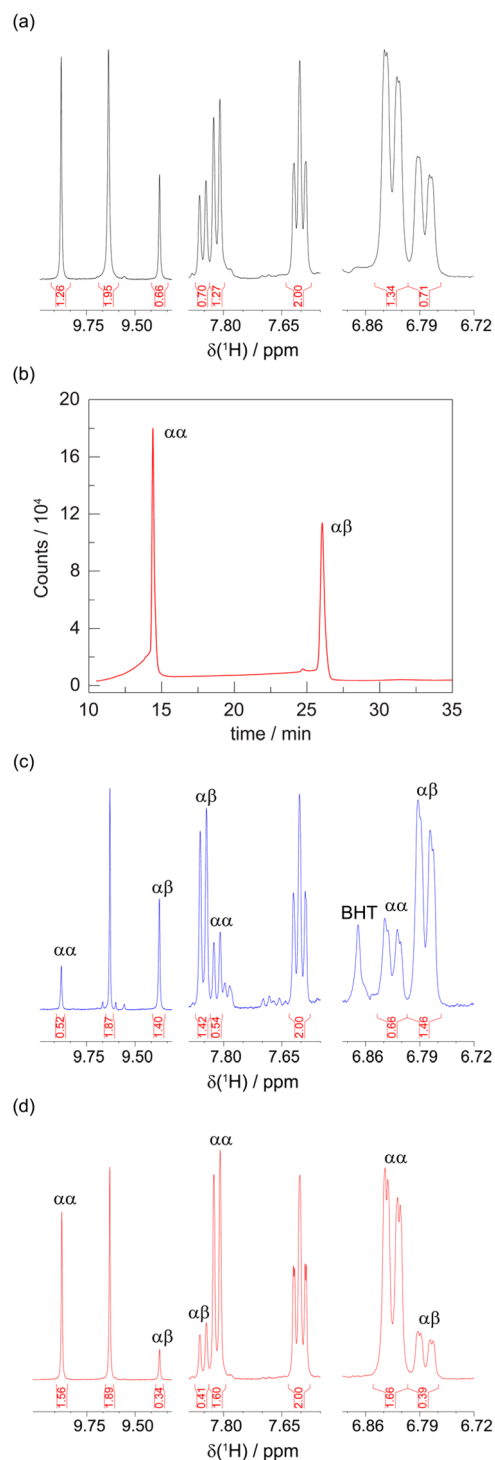 (a)
1.26 1.95 0.66 0.70 1.27 2.00 1.34 0.71
9.75 9.50 7.80 7.65 6.86 6.79 6.72
δ(¹H) / ppm
(b)
20
16
12
8
4
0
Counts / 10⁴
αα
αβ
10 15 20 25 30 35
time / min
(c)
αα αβ αβ αα BHT αα αβ
0.52 1.87 1.40 1.42 0.54 2.00 0.66 1.46
9.75 9.50 7.80 7.65 6.86 6.79 6.72
δ(¹H) / ppm
(d)
αα αβ αβ αα αα αβ
1.56 1.89 0.34 0.41 1.60 2.00 1.66 0.39
9.75 9.50 7.80 7.65 6.86 6.79 6.72
δ(¹H) / ppm